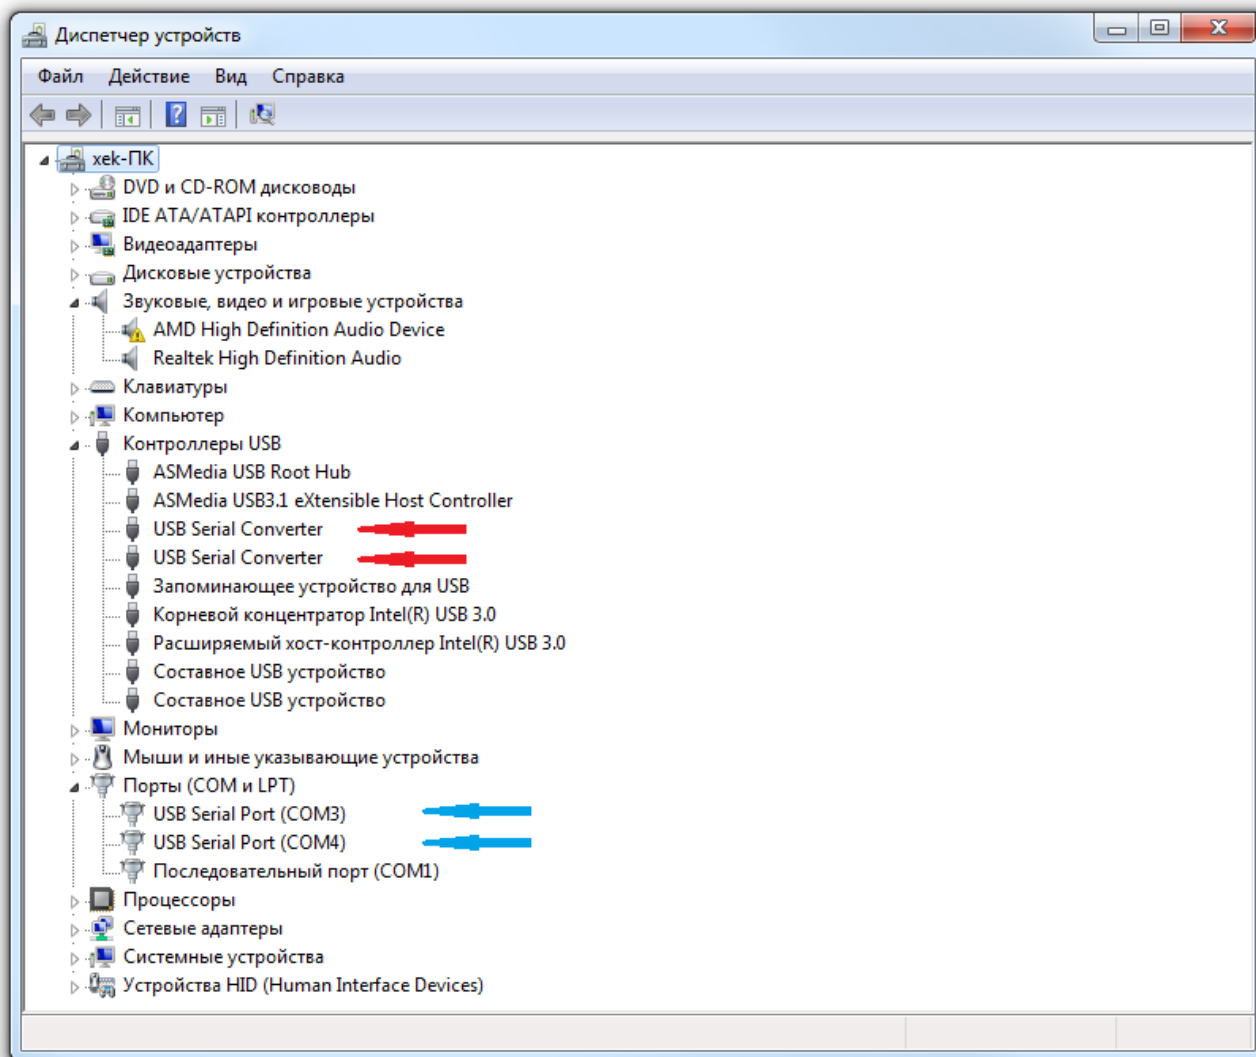 Диспетчер устройств
Файл Действие Вид Справка
xek-ПК
DVD и CD-ROM дисководы
IDE ATA/ATAPI контроллеры
Видеоадаптеры
Дисковые устройства
Звуковые, видео и игровые устройства
AMD High Definition Audio Device
Realtek High Definition Audio
Клавиатуры
Компьютер
Контроллеры USB
ASMedia USB Root Hub
ASMedia USB3.1 eXtensible Host Controller
USB Serial Converter
USB Serial Converter
Запоминающее устройство для USB
Корневой концентратор Intel(R) USB 3.0
Расширяемый хост-контроллер Intel(R) USB 3.0
Составное USB устройство
Составное USB устройство
Мониторы
Мыши и иные указывающие устройства
Порты (COM и LPT)
USB Serial Port (COM3)
USB Serial Port (COM4)
Последовательный порт (COM1)
Процессоры
Сетевые адаптеры
Системные устройства
Устройства HID (Human Interface Devices)